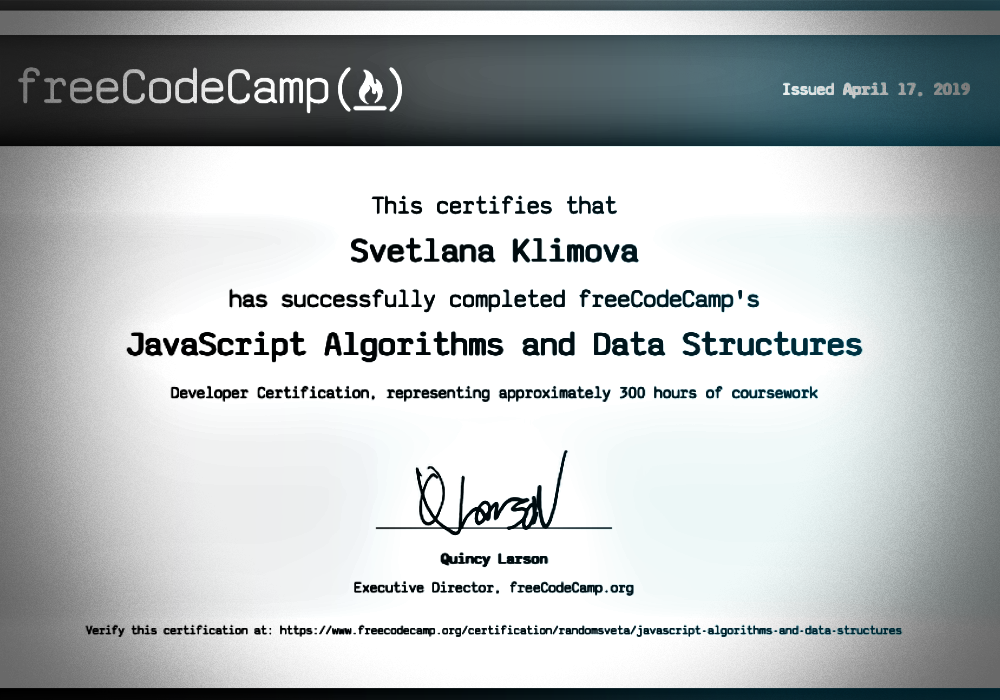 freeCodeCamp
Issued April 17, 2019
This certifies that
Svetlana Klimova
has successfully completed freeCodeCamp's
JavaScript Algorithms and Data Structures
Developer Certification, representing approximately 300 hours of coursework
Q Larson
Quincy Larson
Executive Director, freeCodeCamp.org
Verify this certification at: https://www.freecodecamp.org/certification/randomsveta/javascript-algorithms-and-data-structures